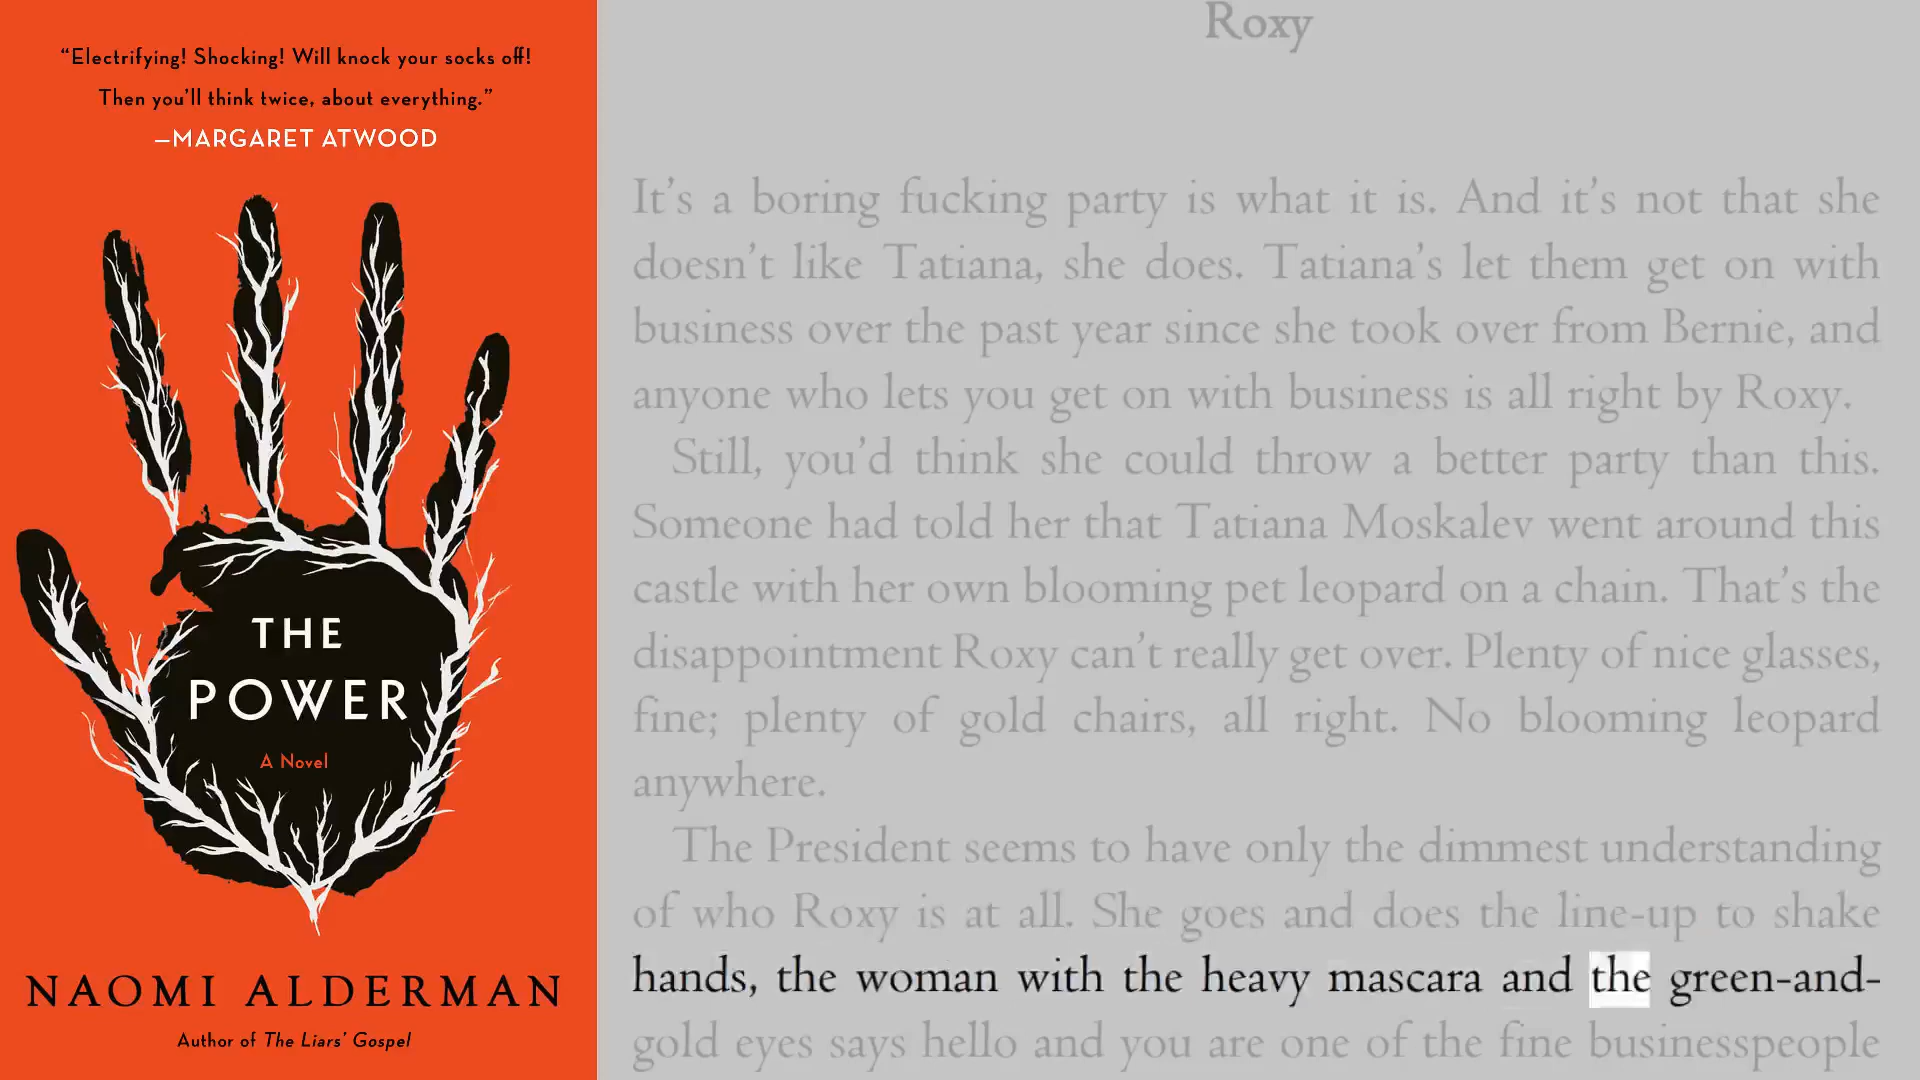 “Electrifying! Shocking! Will knock your socks off!
Then you’ll think twice, about everything.”
—MARGARET ATWOOD
THE
POWER
A Novel
NAOMI ALDERMAN
Author of The Liars’ Gospel
Roxy
It’s a boring fucking party is what it is. And it’s not that she
doesn’t like Tatiana, she does. Tatiana’s let them get on with
business over the past year since she took over from Bernie, and
anyone who lets you get on with business is all right by Roxy.
Still, you’d think she could throw a better party than this.
Someone had told her that Tatiana Moskalev went around this
castle with her own blooming pet leopard on a chain. That’s the
disappointment Roxy can’t really get over. Plenty of nice glasses,
fine; plenty of gold chairs, all right. No blooming leopard
anywhere.
The President seems to have only the dimmest understanding
of who Roxy is at all. She goes and does the line-up to shake
hands, the woman with the heavy mascara and the green-and-
gold eyes says hello and you are one of the fine businesspeople